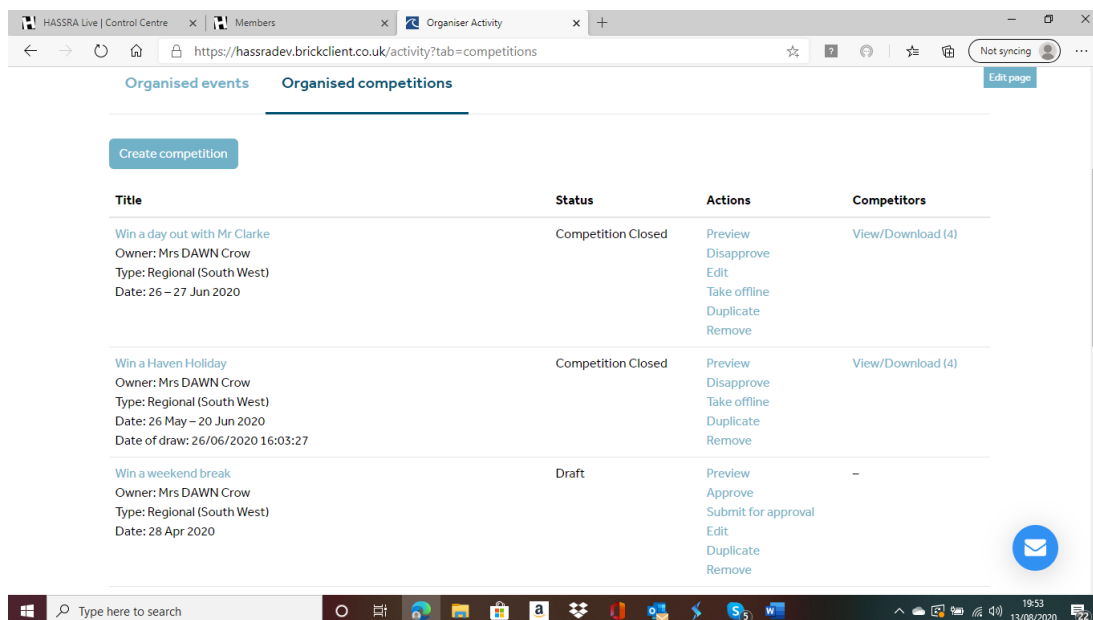 HASSRA Live | Control Centre
Members
Organiser Activity
https://hassradev.brickclient.co.uk/activity?tab=competitions
Not syncing
Organised events Organised competitions
Edit page
Create competition
Title Status Actions Competitors
Win a day out with Mr Clarke Competition Closed Preview View/Download (4)
Owner: Mrs DAWN Crow Disapprove
Type: Regional (South West) Edit
Date: 26 – 27 Jun 2020 Take offline
Duplicate
Remove
Win a Haven Holiday Competition Closed Preview View/Download (4)
Owner: Mrs DAWN Crow Disapprove
Type: Regional (South West) Take offline
Date: 26 May – 20 Jun 2020 Duplicate
Date of draw: 26/06/2020 16:03:27 Remove
Win a weekend break Draft Preview –
Owner: Mrs DAWN Crow Approve
Type: Regional (South West) Submit for approval
Date: 28 Apr 2020 Edit
Duplicate
Remove
Type here to search
19:53
13/08/2020
22